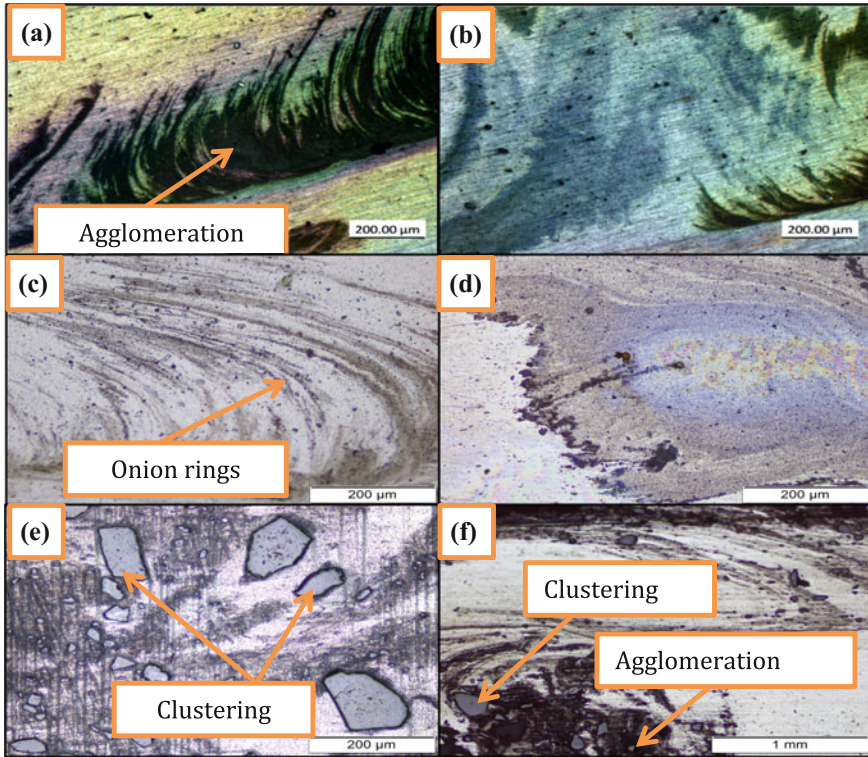 (a)
Agglomeration
200.00 µm
(b)
200.00 µm
(c)
Onion rings
200 µm
(d)
200 µm
(e)
Clustering
200 µm
(f)
Clustering
Agglomeration
1 mm